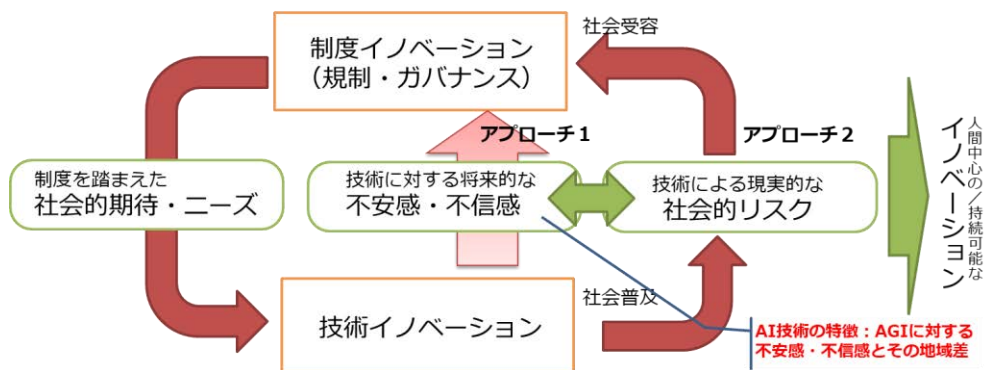 社会受容
制度イノベーション
（規制・ガバナンス）
アプローチ１
アプローチ２
制度を踏まえた
社会的期待・ニーズ
技術に対する将来的な
不安感・不信感
技術による現実的な
社会的リスク
人間中心の／持続可能な
イノベーション
技術イノベーション
社会普及
AI技術の特徴：AGIに対する
不安感・不信感とその地域差